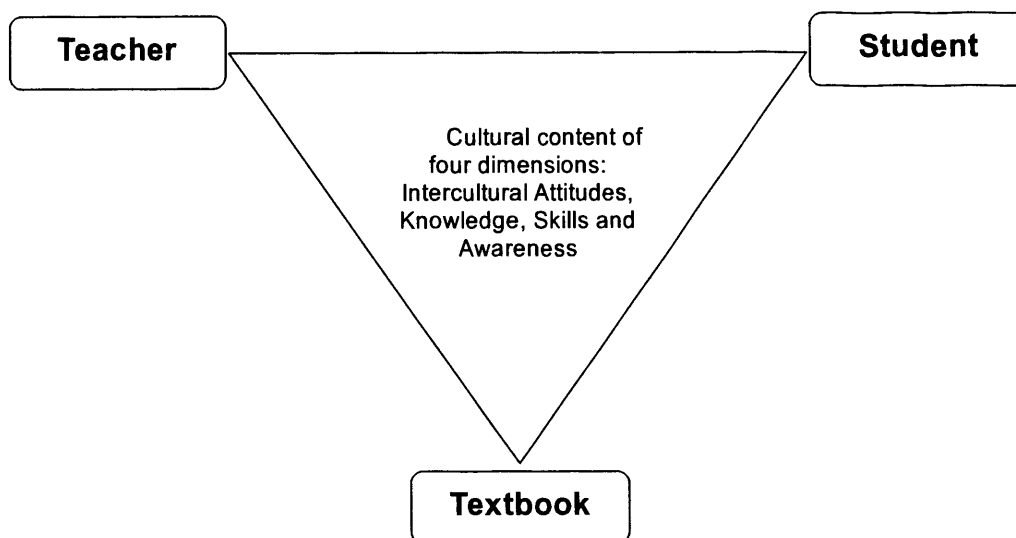 Teacher
Student
Cultural content of
four dimensions:
Intercultural Attitudes,
Knowledge, Skills and
Awareness
Textbook